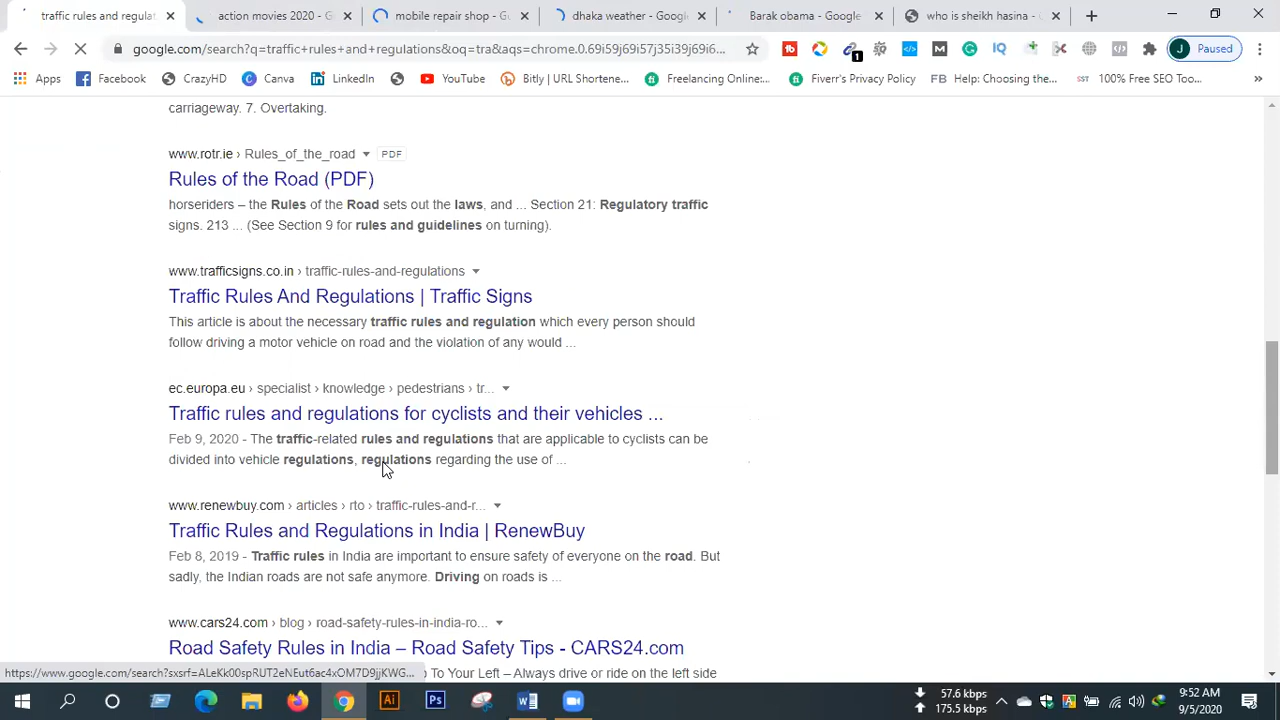 traffic rules and regulat
action movies 2020 - G
mobile repair shop - Go
dhaka weather - Google
Barak obama - Google
who is sheikh hasina -
google.com/search?q=traffic+rules+and+regulations&oq=tra&aqs=chrome.0.69i59j69i57j35i39j69i6...
J Paused
Apps
Facebook
CrazyHD
Canva
LinkedIn
YouTube
Bitly | URL Shortene...
Freelancing Online:...
Fiverr's Privacy Policy
FB Help: Choosing the...
SST 100% Free SEO Too...
carriageway. 7. Overtaking.
www.rotr.ie › Rules_of_the_road PDF
Rules of the Road (PDF)
horseriders – the Rules of the Road sets out the laws, and ... Section 21: Regulatory traffic
signs. 213 ... (See Section 9 for rules and guidelines on turning).
www.trafficsigns.co.in › traffic-rules-and-regulations
Traffic Rules And Regulations | Traffic Signs
This article is about the necessary traffic rules and regulation which every person should
follow driving a motor vehicle on road and the violation of any would ...
ec.europa.eu › specialist › knowledge › pedestrians › tr...
Traffic rules and regulations for cyclists and their vehicles ...
Feb 9, 2020 - The traffic-related rules and regulations that are applicable to cyclists can be
divided into vehicle regulations, regulations regarding the use of ...
www.renewbuy.com › articles › rto › traffic-rules-and-r...
Traffic Rules and Regulations in India | RenewBuy
Feb 8, 2019 - Traffic rules in India are important to ensure safety of everyone on the road. But
sadly, the Indian roads are not safe anymore. Driving on roads is ...
www.cars24.com › blog › road-safety-rules-in-india-ro...
Road Safety Rules in India – Road Safety Tips - CARS24.com
To Your Left – Always drive or ride on the left side
https://www.google.com/search?sxsrf=ALeKk00spRUT2eNEut6ac4xOM7D9jjKWG...
57.6 kbps
175.5 kbps
9:52 AM
9/5/2020